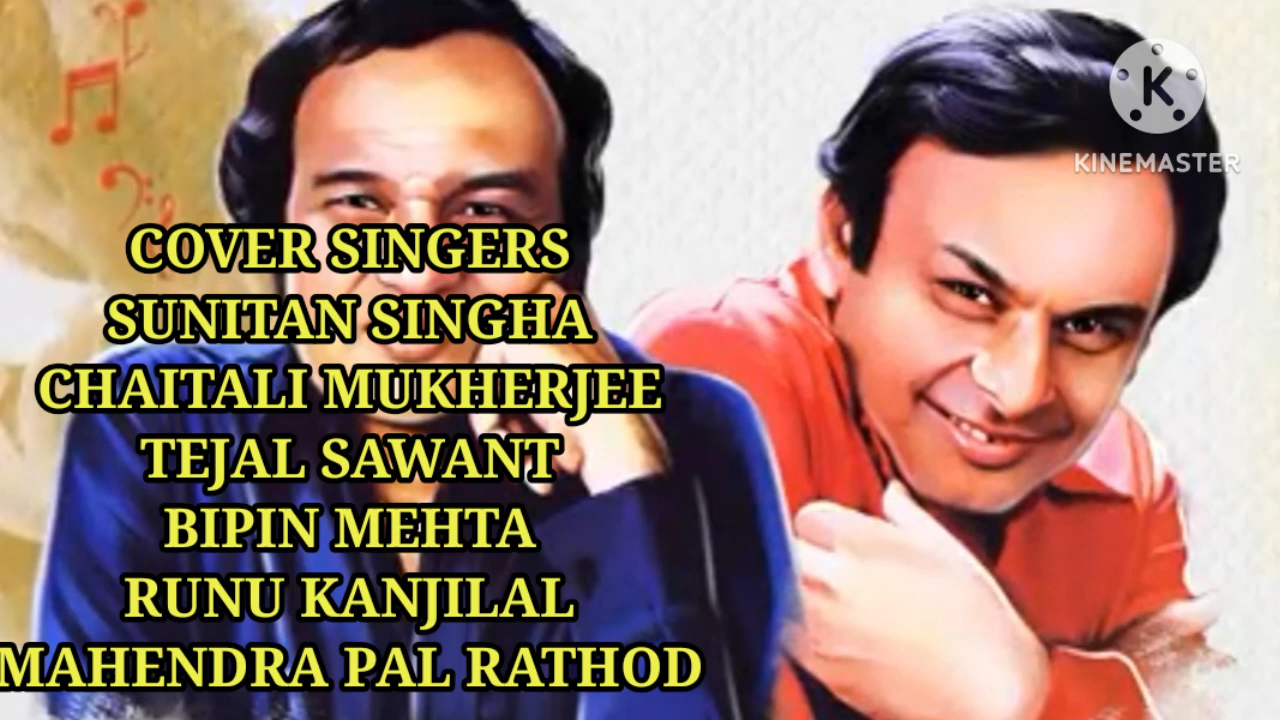 K
KINEMASTER
COVER SINGERS
SUNITAN SINGHA
CHAITALI MUKHERJEE
TEJAL SAWANT
BIPIN MEHTA
RUNU KANJILAL
MAHENDRA PAL RATHOD